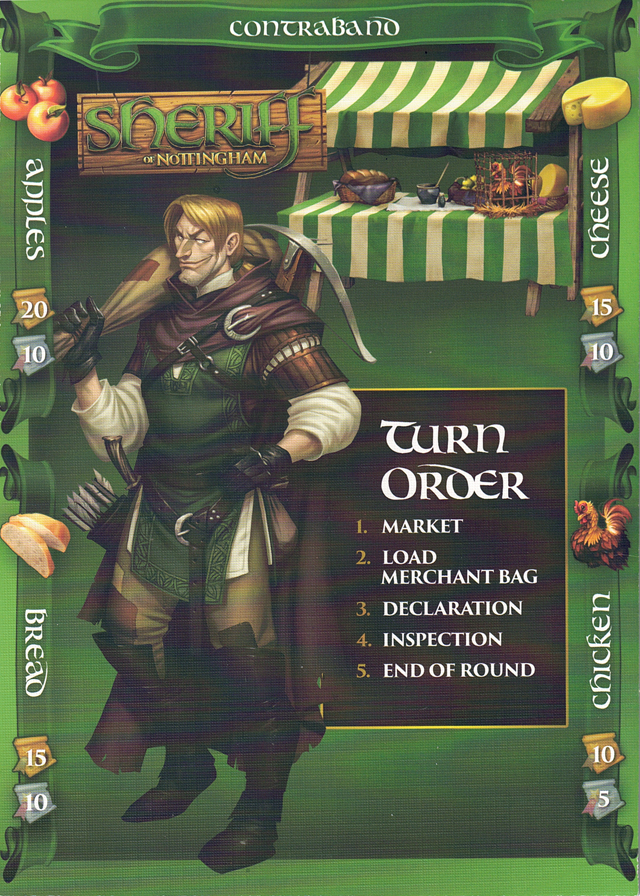 CONTRABAND
SHERIFF
OF NOTTINGHAM
APPLES
20
10
CHEESE
15
10
TURN
ORDER
1. MARKET
2. LOAD
MERCHANT BAG
3. DECLARATION
4. INSPECTION
5. END OF ROUND
BREAD
15
10
CHICKEN
10
5